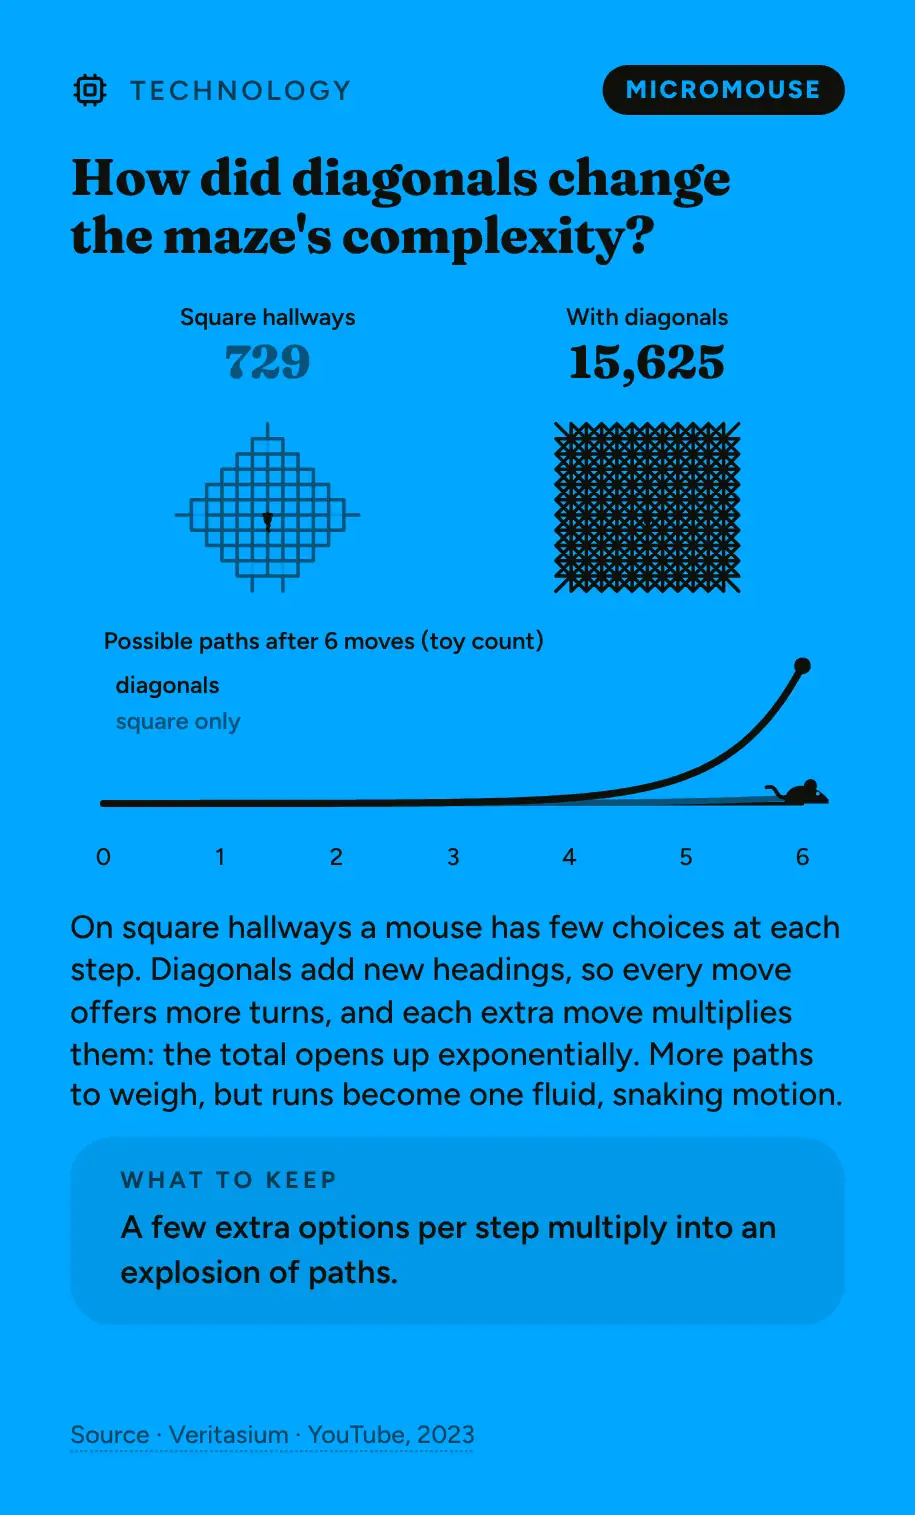 TECHNOLOGY
MICROMOUSE
How did diagonals change
the maze's complexity?
Square hallways
729
With diagonals
15,625
Possible paths after 6 moves (toy count)
diagonals
square only
0 1 2 3 4 5 6
On square hallways a mouse has few choices at each
step. Diagonals add new headings, so every move
offers more turns, and each extra move multiplies
them: the total opens up exponentially. More paths
to weigh, but runs become one fluid, snaking motion.
WHAT TO KEEP
A few extra options per step multiply into an
explosion of paths.
Source · Veritasium · YouTube, 2023